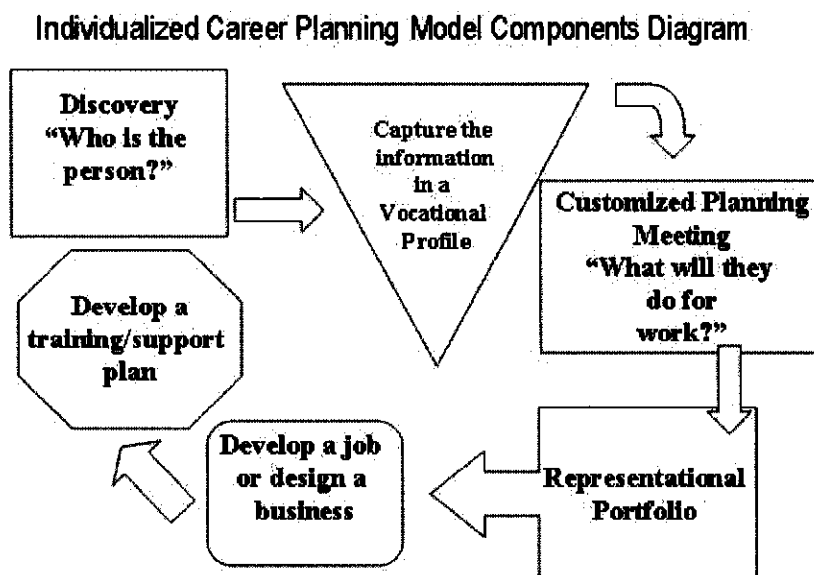 Individualized Career Planning Model Components Diagram
Discovery
“Who is the
person?”
Capture the
information
in a
Vocational
Profile
Customized Planning
Meeting
“What will they
do for
work?”
Representational
Portfolio
Develop a job
or design a
business
Develop a
training/support
plan